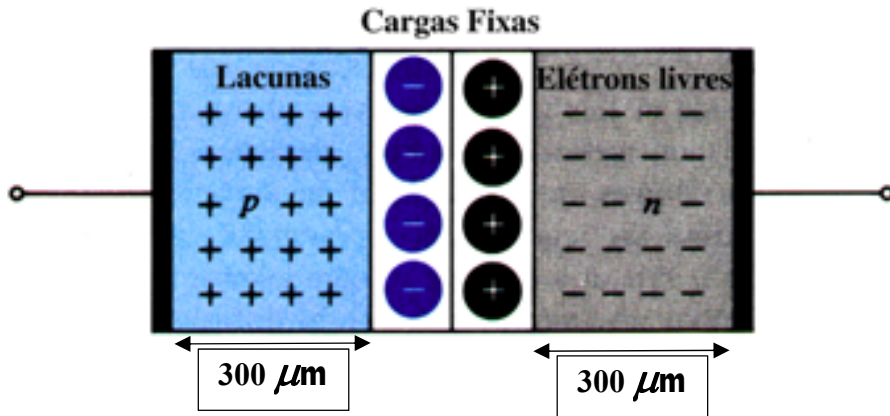 Cargas Fixas
Lacunas
Elétrons livres
+ + + +
− − − −
+ + + +
− − − −
+ p + +
− − n −
+ + + +
− − − −
+ + + +
− − − −
− +
− +
− +
− +
300 μm
300 μm